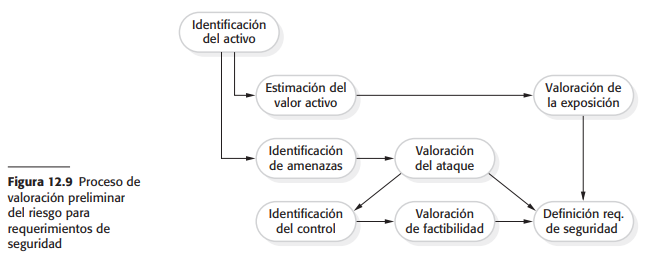 Identificación
del activo
Estimación del
valor activo
Valoración de
la exposición
Identificación
de amenazas
Valoración
del ataque
Identificación
del control
Valoración
de factibilidad
Definición req.
de seguridad
Figura 12.9 Proceso de
valoración preliminar
del riesgo para
requerimientos de
seguridad